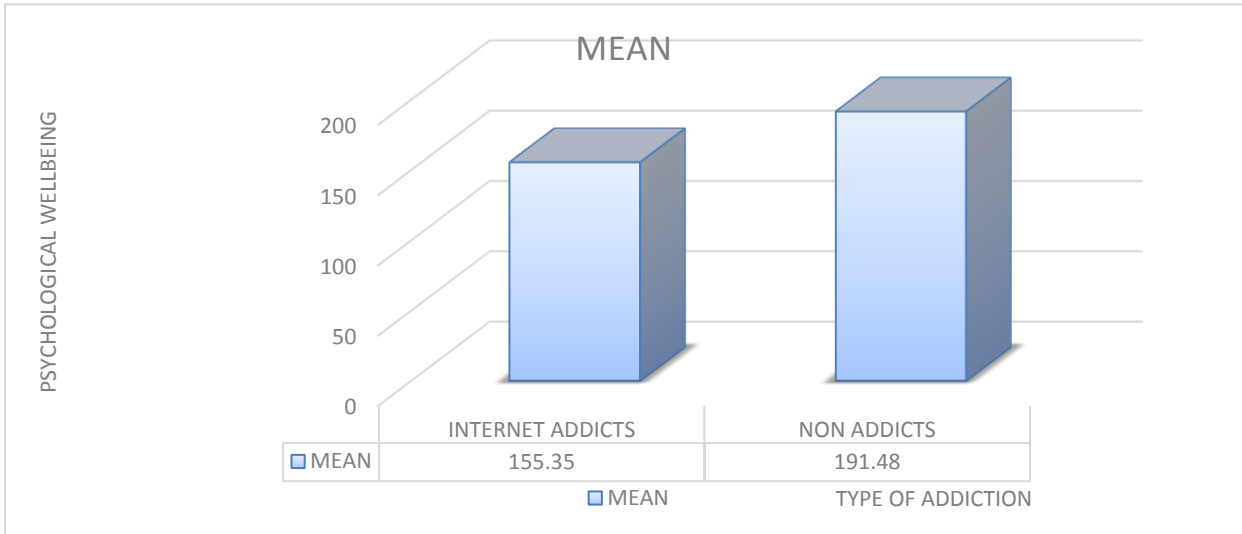 MEAN
PSYCHOLOGICAL WELLBEING
200
150
100
50
0
INTERNET ADDICTS NON ADDICTS
MEAN 155.35 191.48
MEAN
TYPE OF ADDICTION